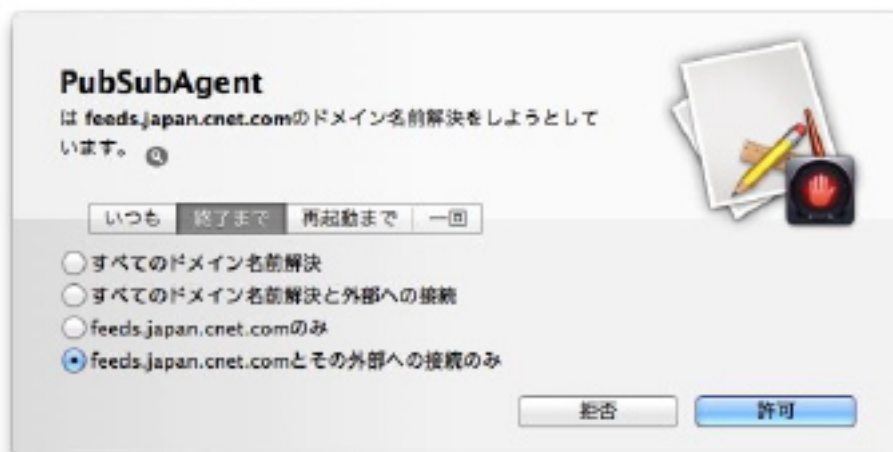 PubSubAgent
は feeds.japan.cnet.comのドメイン名前解決をしようとして
います。
いつも 終了まで 再起動まで 一回
すべてのドメイン名前解決
すべてのドメイン名前解決と外部への接続
feeds.japan.cnet.comのみ
feeds.japan.cnet.comとその外部への接続のみ
拒否 許可